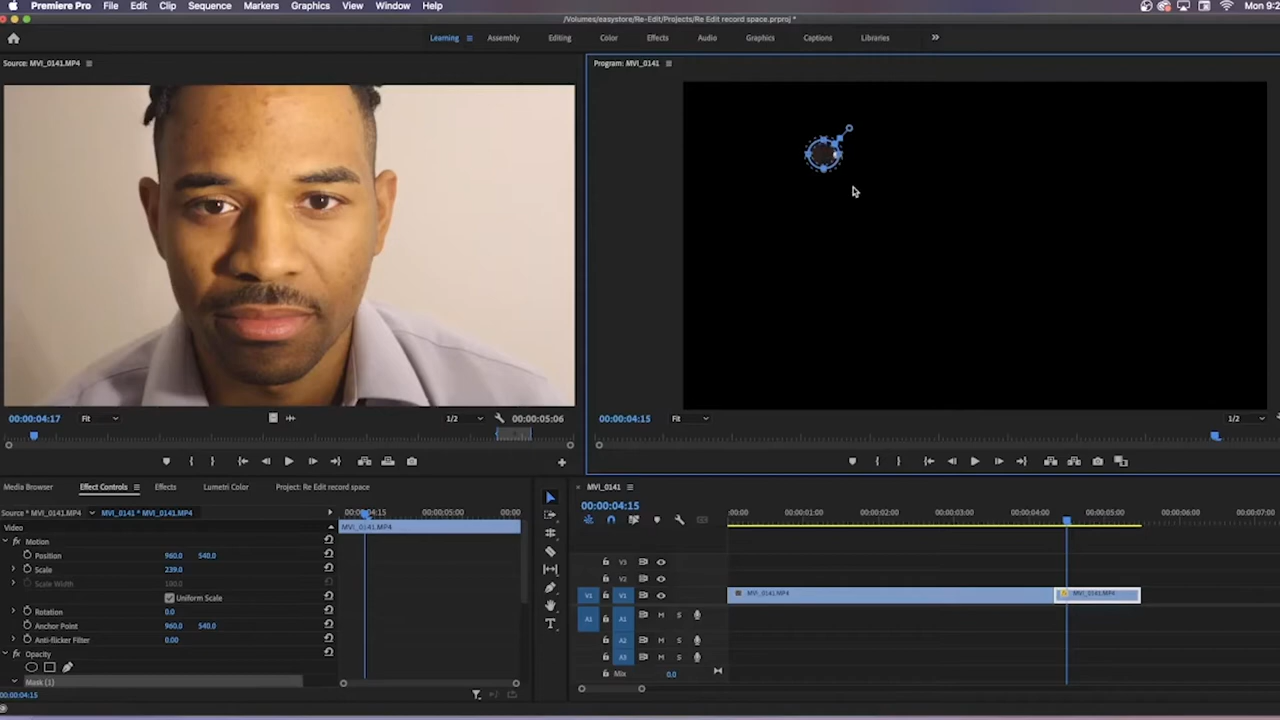 Premiere Pro File Edit Clip Sequence Markers Graphics View Window Help
/Volumes/easystore/Re-Edit/Projects/Re Edit record space.prproj *
Learning Assembly Editing Color Effects Audio Graphics Captions Libraries
Source: MVI_0141.MP4
Program: MVI_0141
00:00:04:17 Fit 1/2 00:00:05:06
00:00:04:15 Fit 1/2
Media Browser Effect Controls Effects Lumetri Color Project: Re Edit record space
Source * MVI_0141.MP4 MVI_0141 * MVI_0141.MP4
00:00:04:15 00:00:05:00 00:00
Video
MVI_0141.MP4
Motion
Position 960.0 540.0
Scale 239.0
Scale Width 100.0
Uniform Scale
Rotation 0.0
Anchor Point 960.0 540.0
Anti-flicker Filter 0.00
Opacity
Mask (1)
00:00:04:15
MVI_0141
00:00:04:15
:00:00 00:00:01:00 00:00:02:00 00:00:03:00 00:00:04:00 00:00:05:00 00:00:06:00 00:00:07:00
V3
V2
V1 V1 MVI_0141.MP4 MVI_0141.MP4
A1 A1 M S
A2 M S
A3 M S
Mix 0.0